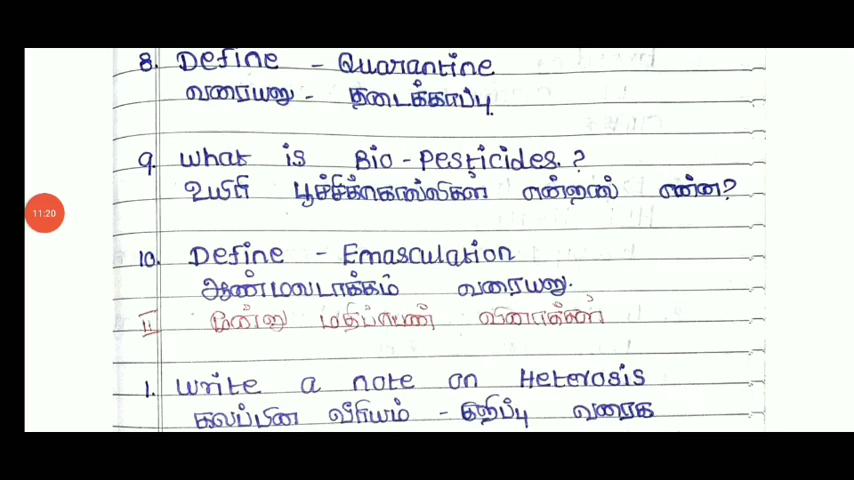 8. Define - Quarantine
வரையறு - தடைக்காப்பு.
9. What is Bio-Pesticides.?
உயிரி பூச்சிக்கொல்லிகள் என்றால் என்ன?
10. Define - Emasculation
ஆண்மலடாக்கம் வரையறு.
II மூன்று மதிப்பெண் வினாக்கள்
1. Write a note on Heterosis
கலப்பின வீரியம் - குறிப்பு வரைக
11:20